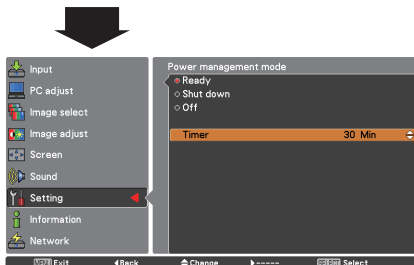 Input
PC adjust
Image select
Image adjust
Screen
Sound
Setting
Information
Network
Power management mode
Ready
Shut down
Off
Timer 30 Min
MENU Exit Back Change ----- SELECT Select